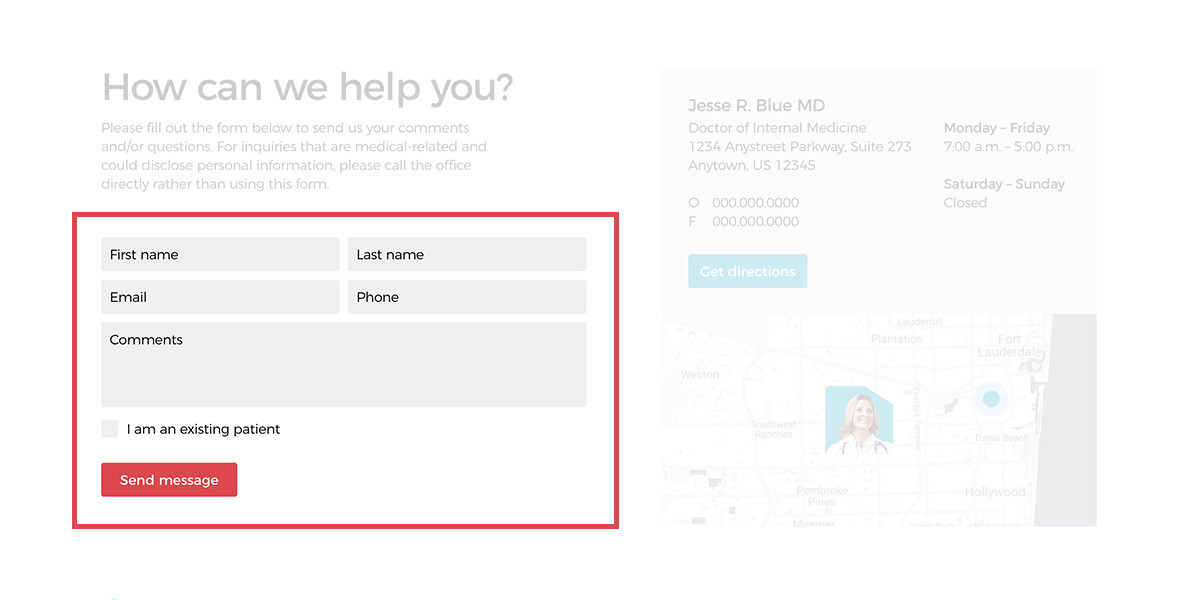 How can we help you?
Please fill out the form below to send us your comments
and/or questions. For inquiries that are medical-related and
could disclose personal information, please call the office
directly rather than using this form.
First name
Last name
Email
Phone
Comments
I am an existing patient
Send message
Jesse R. Blue MD
Doctor of Internal Medicine
1234 Anystreet Parkway, Suite 273
Anytown, US 12345
O 000.000.0000
F 000.000.0000
Monday – Friday
7:00 a.m. – 5:00 p.m.
Saturday – Sunday
Closed
Get directions
Lauderhill
Plantation
Fort
Lauderdale
Weston
Southwest
Ranches
Florida's Turnpike
Dania Beach
Pembroke
Pines
Hollywood
Miramar
West Park
Hallandale